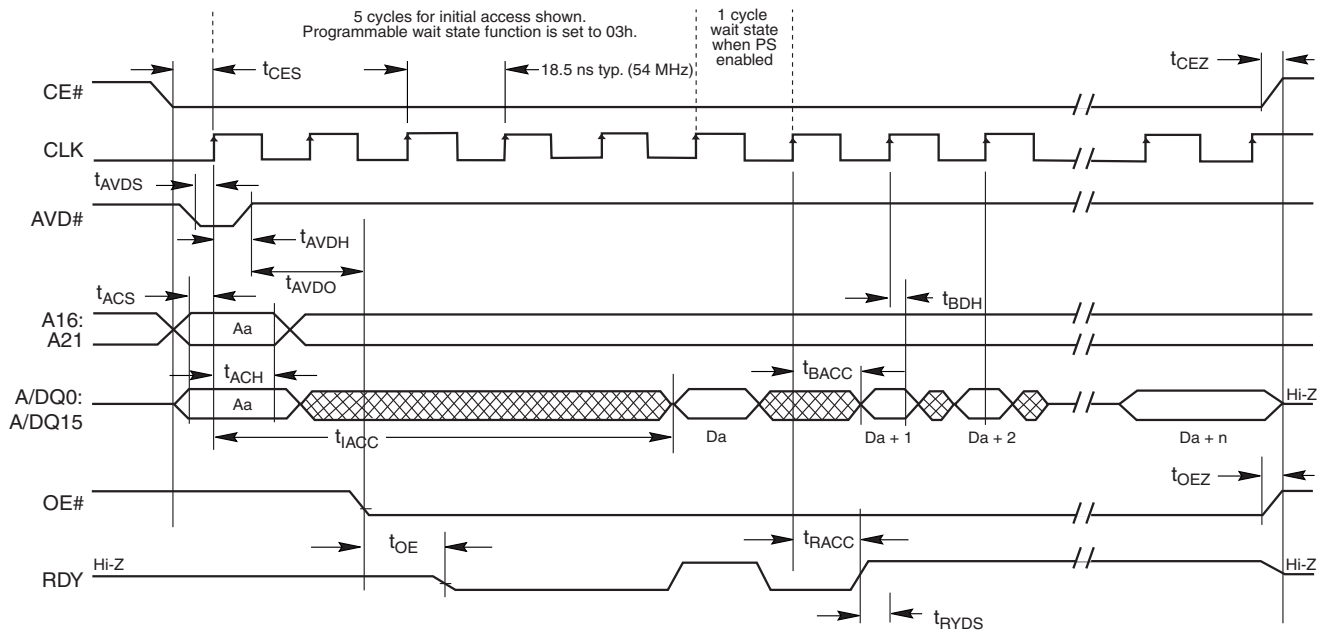 5 cycles for initial access shown.
Programmable wait state function is set to 03h.
1 cycle
wait state
when PS
enabled
tCES
18.5 ns typ. (54 MHz)
tCEZ
CE#
CLK
tAVDS
AVD#
tAVDH
tAVDO
tACS
tBDH
A16:
A21
Aa
tACH
tBACC
A/DQ0:
A/DQ15
Aa
Hi-Z
tIACC
Da
Da + 1
Da + 2
Da + n
tOEZ
OE#
tOE
tRACC
RDY
Hi-Z
Hi-Z
tRYDS